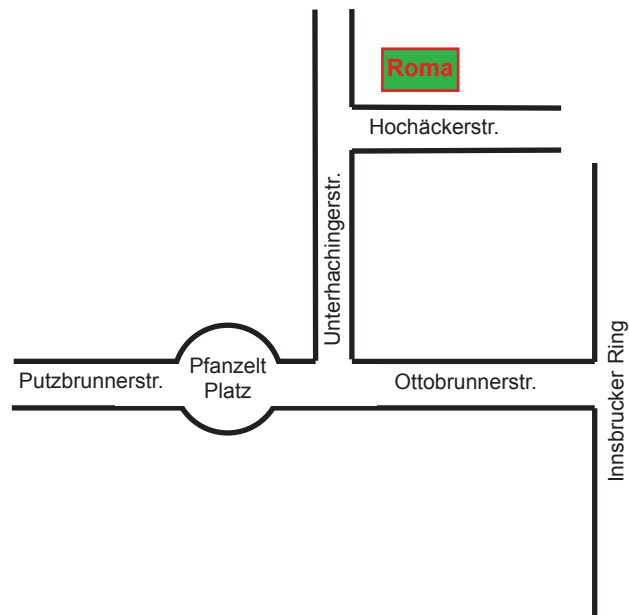 Roma
Hochäckerstr.
Unterhachingerstr.
Pfanzelt
Platz
Putzbrunnerstr.
Ottobrunnerstr.
Innsbrucker Ring